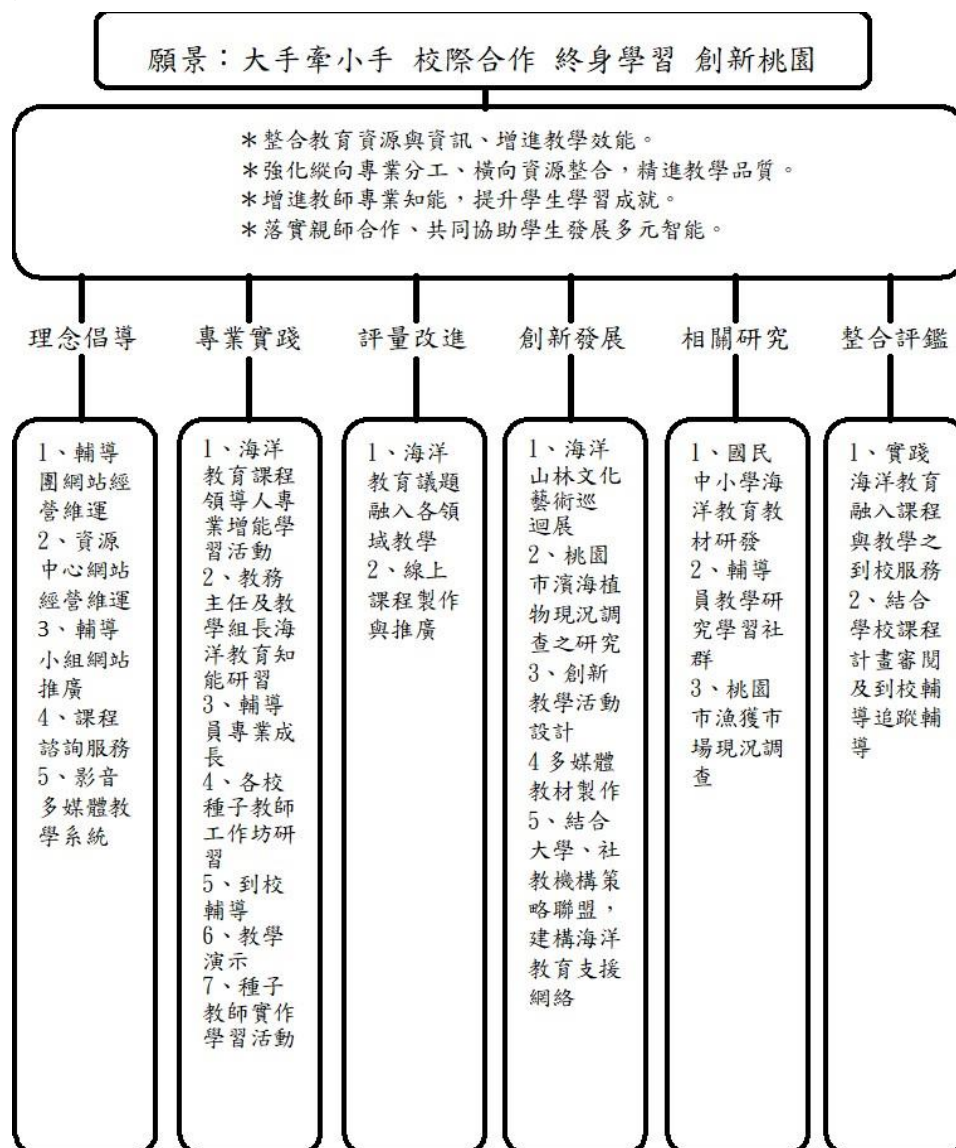 願景：大手牽小手 校際合作 終身學習 創新桃園
＊整合教育資源與資訊、增進教學效能。
＊強化縱向專業分工、橫向資源整合，精進教學品質。
＊增進教師專業知能，提升學生學習成就。
＊落實親師合作、共同協助學生發展多元智能。
理念倡導
專業實踐
評量改進
創新發展
相關研究
整合評鑑
1、輔導
團網站經
營維運
2、資源
中心網站
經營維運
3、輔導
小組網站
推廣
4、課程
諮詢服務
5、影音
多媒體教
學系統
1、海洋
教育課程
領導人專
業增能學
習活動
2、教務
主任及教
學組長海
洋教育知
能研習
3、輔導
員專業成
長
4、各校
種子教師
工作坊研
習
5、到校
輔導
6、教學
演示
7、種子
教師實作
學習活動
1、海洋
教育議題
融入各領
域教學
2、線上
課程製作
與推廣
1、海洋
山林文化
藝術巡
迴展
2、桃園
市濱海植
物現況調
查之研究
3、創新
教學活動
設計
4 多媒體
教材製作
5、結合
大學、社
教機構策
略聯盟，
建構海洋
教育支援
網絡
1、國民
中小學海
洋教育教
材研發
2、輔導
員教學研
究學習社
群
3、桃園
市漁獲市
場現況調
查
1、實踐
海洋教育
融入課程
與教學之
到校服務
2、結合
學校課程
計畫審閱
及到校輔
導追蹤輔
導